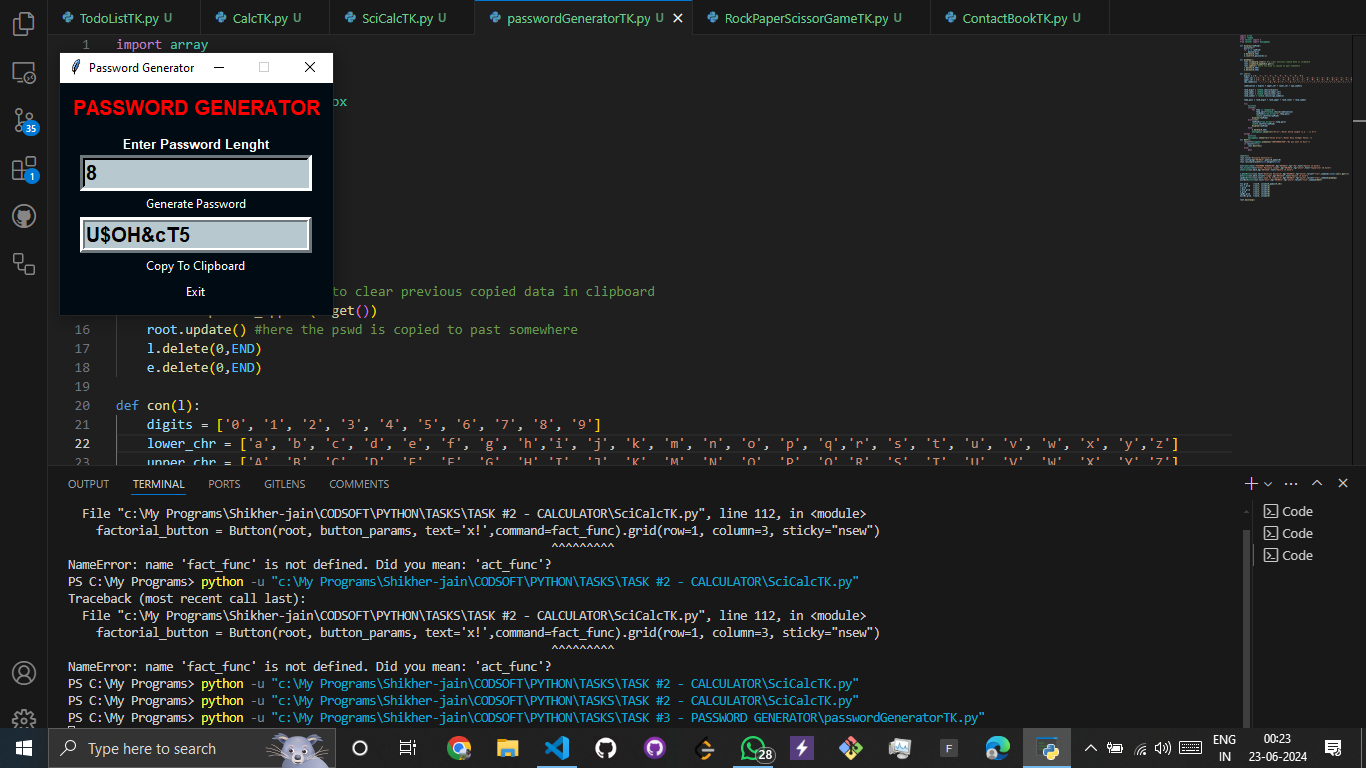 TodoListTK.py U
CalcTK.py U
SciCalcTK.py U
passwordGeneratorTK.py U
RockPaperScissorGameTK.py U
ContactBookTK.py U
1 import array
Password Generator
PASSWORD GENERATOR
ox
Enter Password Lenght
8
Generate Password
U$OH&cT5
Copy To Clipboard
Exit
to clear previous copied data in clipboard
get())
16 root.update() #here the pswd is copied to past somewhere
17 l.delete(0,END)
18 e.delete(0,END)
19
20 def con(l):
21 digits = ['0', '1', '2', '3', '4', '5', '6', '7', '8', '9']
22 lower_chr = ['a', 'b', 'c', 'd', 'e', 'f', 'g', 'h','i', 'j', 'k', 'm', 'n', 'o', 'p', 'q','r', 's', 't', 'u', 'v', 'w', 'x', 'y','z']
23 upper_chr = ['A', 'B', 'C', 'D', 'E', 'F', 'G', 'H','I', 'J', 'K', 'M', 'N', 'O', 'P', 'Q','R', 'S', 'T', 'U', 'V', 'W', 'X', 'Y','Z']
35
1
OUTPUT TERMINAL PORTS GITLENS COMMENTS
Code
Code
Code
File "c:\My Programs\Shikher-jain\CODSOFT\PYTHON\TASKS\TASK #2 - CALCULATOR\SciCalcTK.py", line 112, in <module>
factorial_button = Button(root, button_params, text='x!',command=fact_func).grid(row=1, column=3, sticky="nsew")
^^^^^^^^^
NameError: name 'fact_func' is not defined. Did you mean: 'act_func'?
PS C:\My Programs> python -u "c:\My Programs\Shikher-jain\CODSOFT\PYTHON\TASKS\TASK #2 - CALCULATOR\SciCalcTK.py"
Traceback (most recent call last):
File "c:\My Programs\Shikher-jain\CODSOFT\PYTHON\TASKS\TASK #2 - CALCULATOR\SciCalcTK.py", line 112, in <module>
factorial_button = Button(root, button_params, text='x!',command=fact_func).grid(row=1, column=3, sticky="nsew")
^^^^^^^^^
NameError: name 'fact_func' is not defined. Did you mean: 'act_func'?
PS C:\My Programs> python -u "c:\My Programs\Shikher-jain\CODSOFT\PYTHON\TASKS\TASK #2 - CALCULATOR\SciCalcTK.py"
PS C:\My Programs> python -u "c:\My Programs\Shikher-jain\CODSOFT\PYTHON\TASKS\TASK #2 - CALCULATOR\SciCalcTK.py"
PS C:\My Programs> python -u "c:\My Programs\Shikher-jain\CODSOFT\PYTHON\TASKS\TASK #3 - PASSWORD GENERATOR\passwordGeneratorTK.py"
Type here to search
28
F
ENG
IN
00:23
23-06-2024